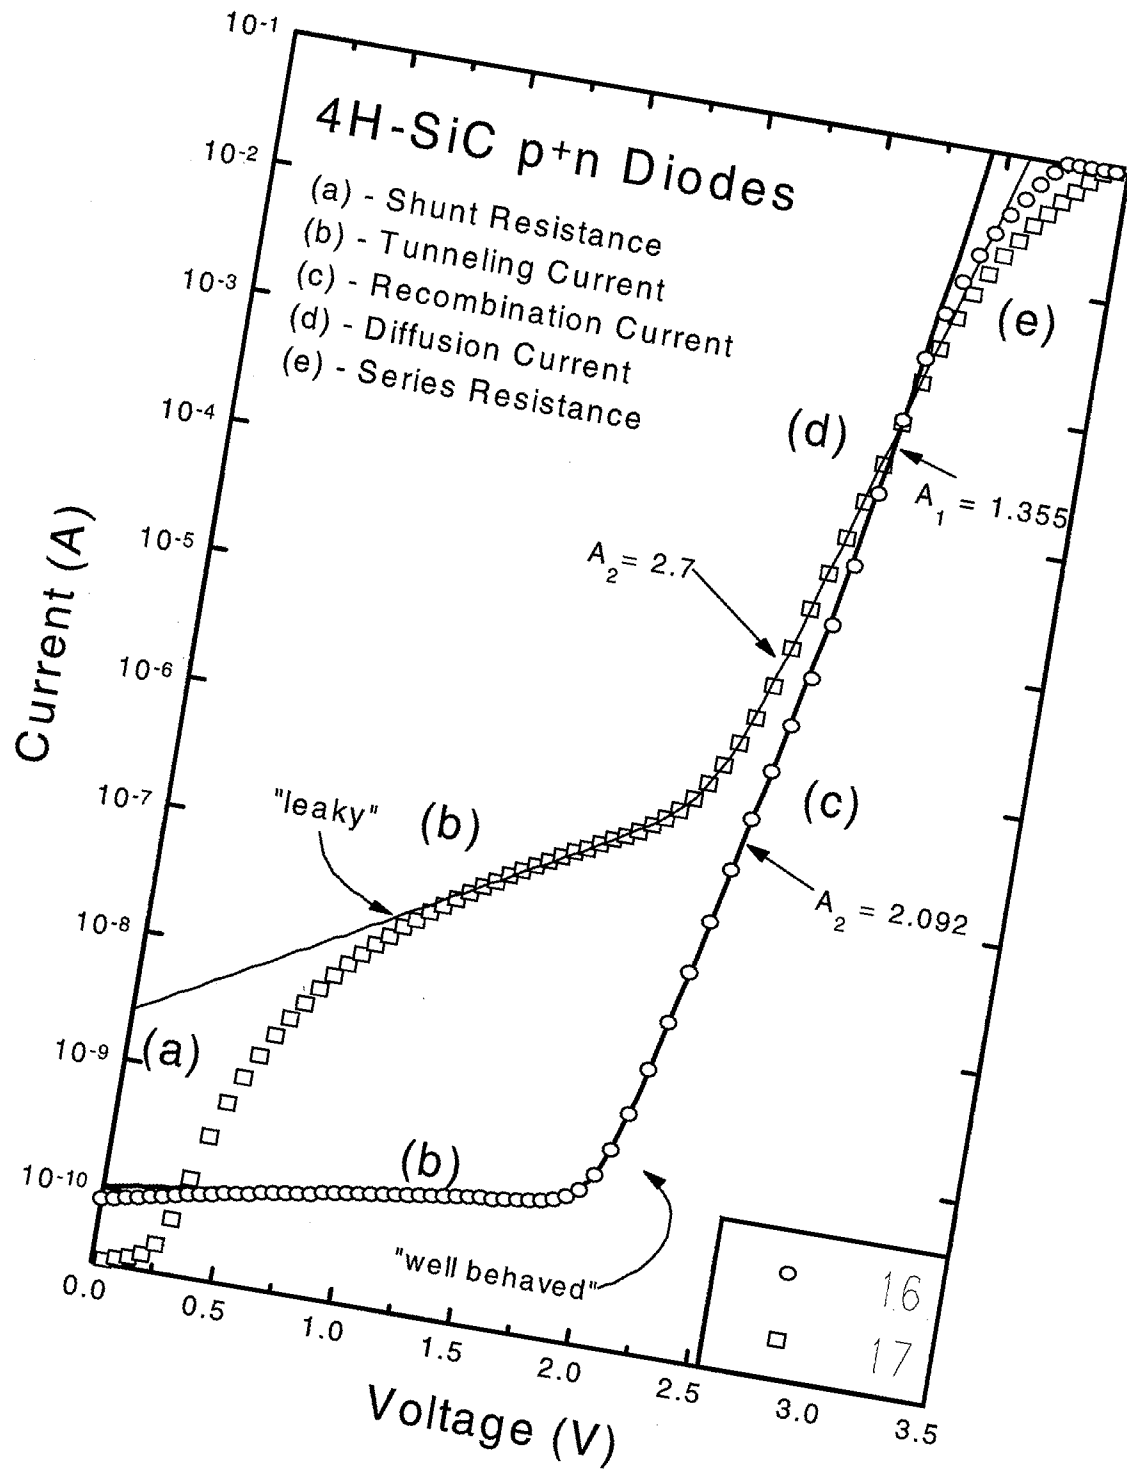 10-1
4H-SiC p+n Diodes
10-2
(a) - Shunt Resistance
(b) - Tunneling Current
10-3
(c) - Recombination Current
(d) - Diffusion Current
(e) - Series Resistance
(e)
10-4
(d)
A1 = 1.355
10-5
A2 = 2.7
Current (A)
10-6
10-7
"leaky"
(b)
(c)
10-8
A2 = 2.092
10-9
(a)
10-10
(b)
"well behaved"
16
17
0.0
0.5
1.0
1.5
2.0
2.5
3.0
3.5
Voltage (V)